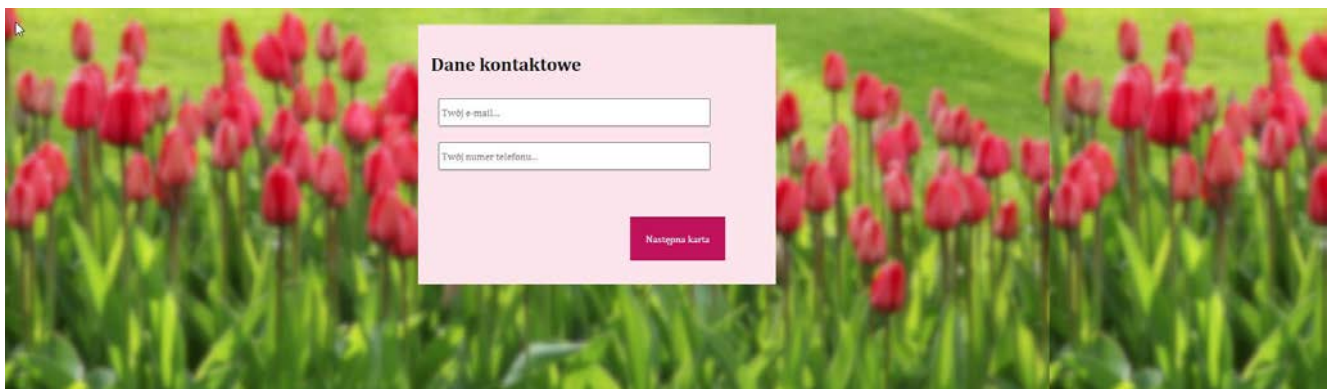 Dane kontaktowe
Twój e-mail...
Twój numer telefonu...
Następna karta